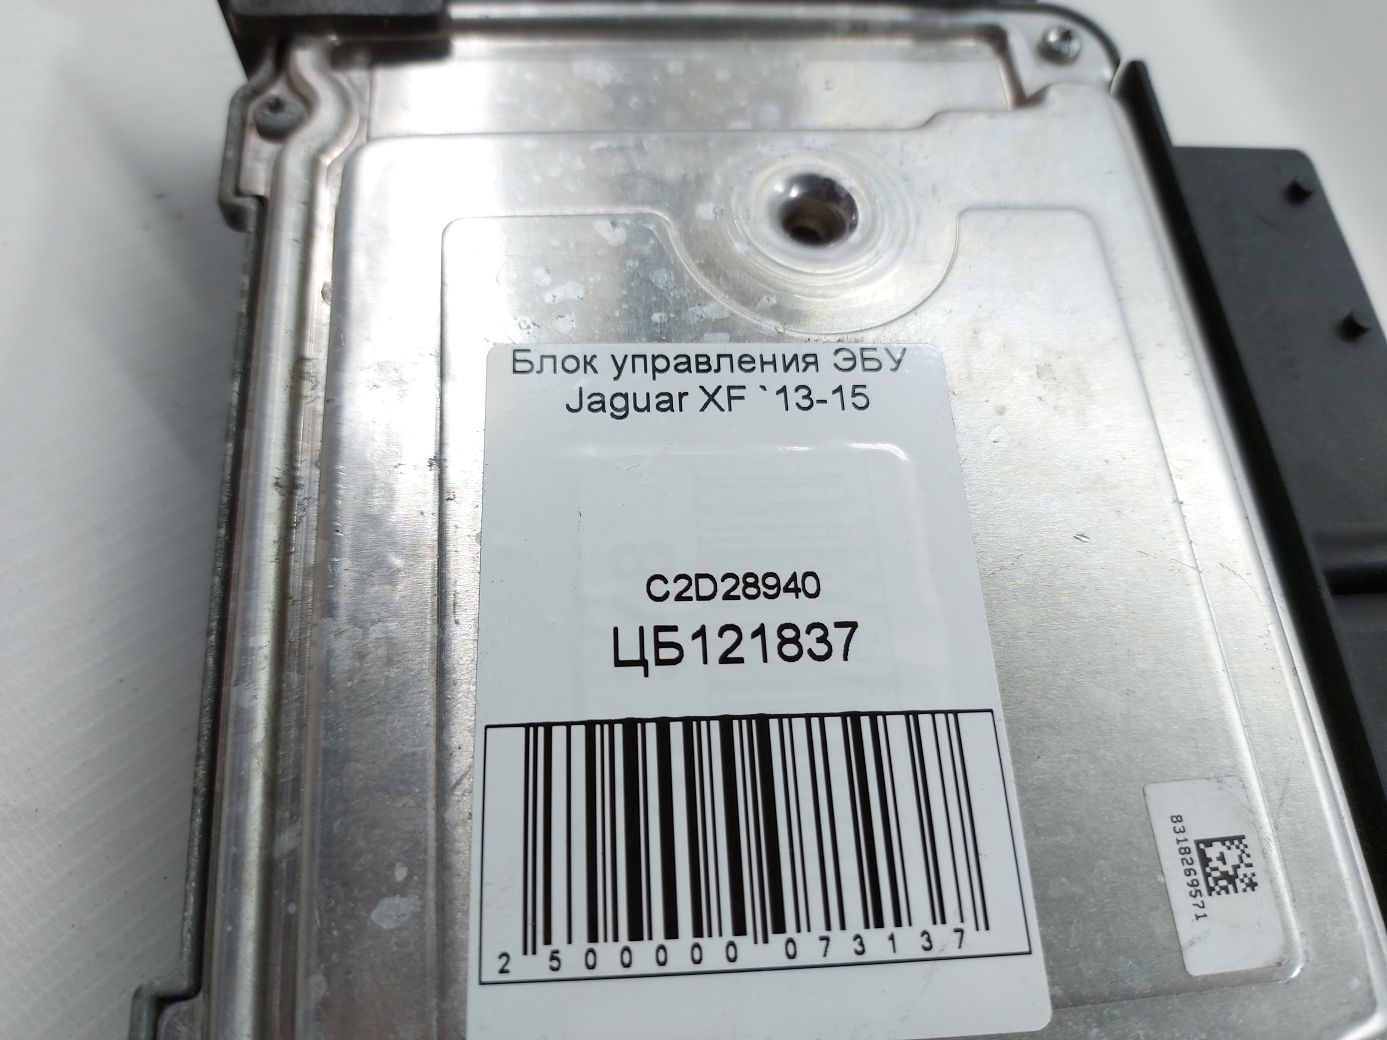 Блок управления ЭБУ
Jaguar XF `13-15
C2D28940
ЦБ121837
2 500000 073137
8318269571